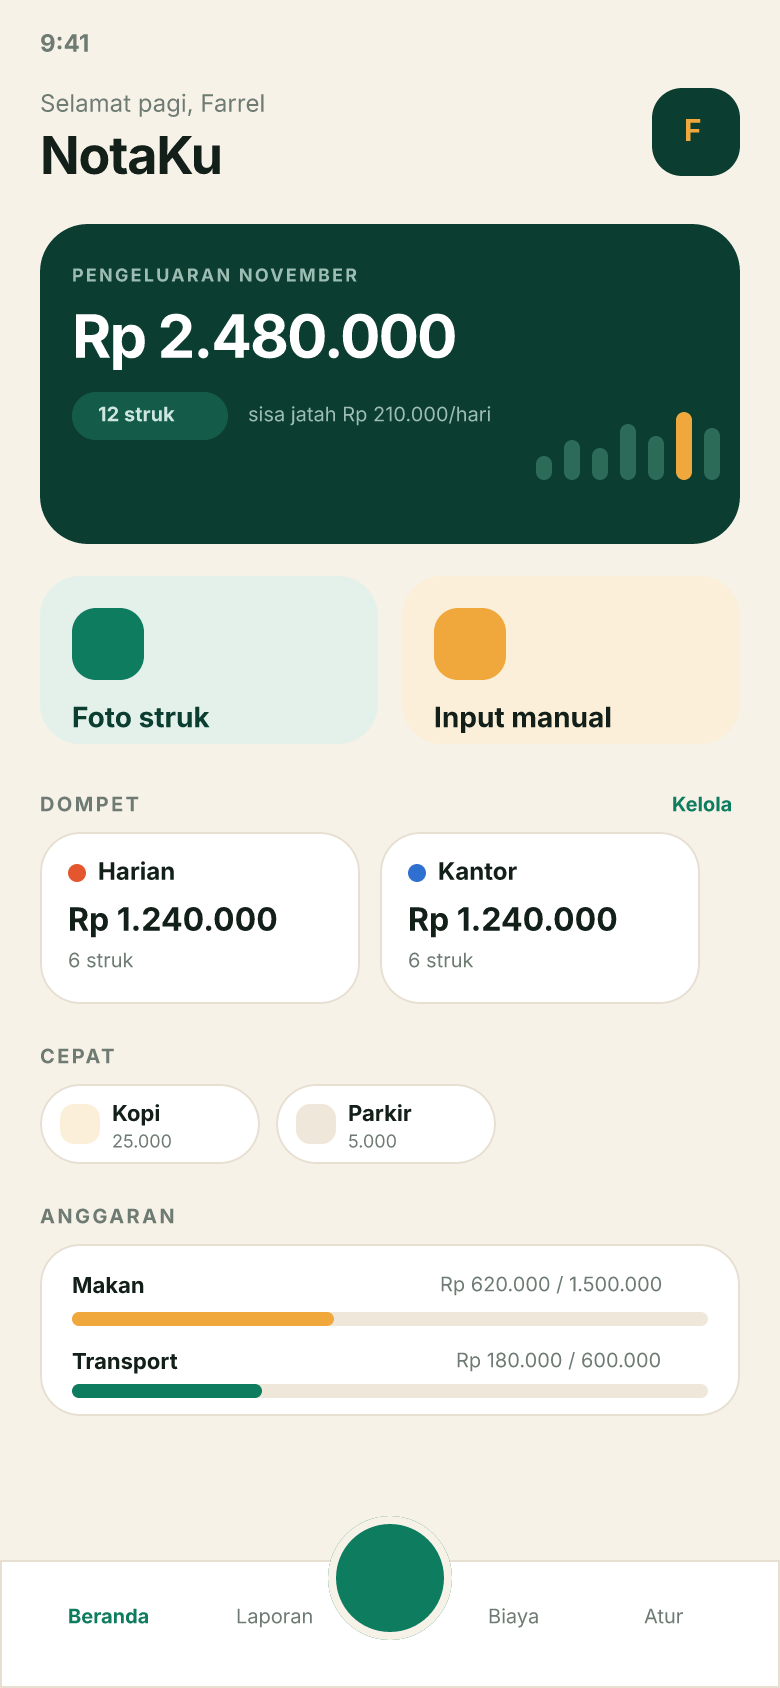 9:41
Selamat pagi, Farrel
NotaKu
F
PENGELUARAN NOVEMBER
Rp 2.480.000
12 struk
sisa jatah Rp 210.000/hari
Foto struk
Input manual
DOMPET
Kelola
Harian
Rp 1.240.000
6 struk
Kantor
Rp 1.240.000
6 struk
CEPAT
Kopi
25.000
Parkir
5.000
ANGGARAN
Makan
Rp 620.000 / 1.500.000
Transport
Rp 180.000 / 600.000
Beranda
Laporan
Biaya
Atur